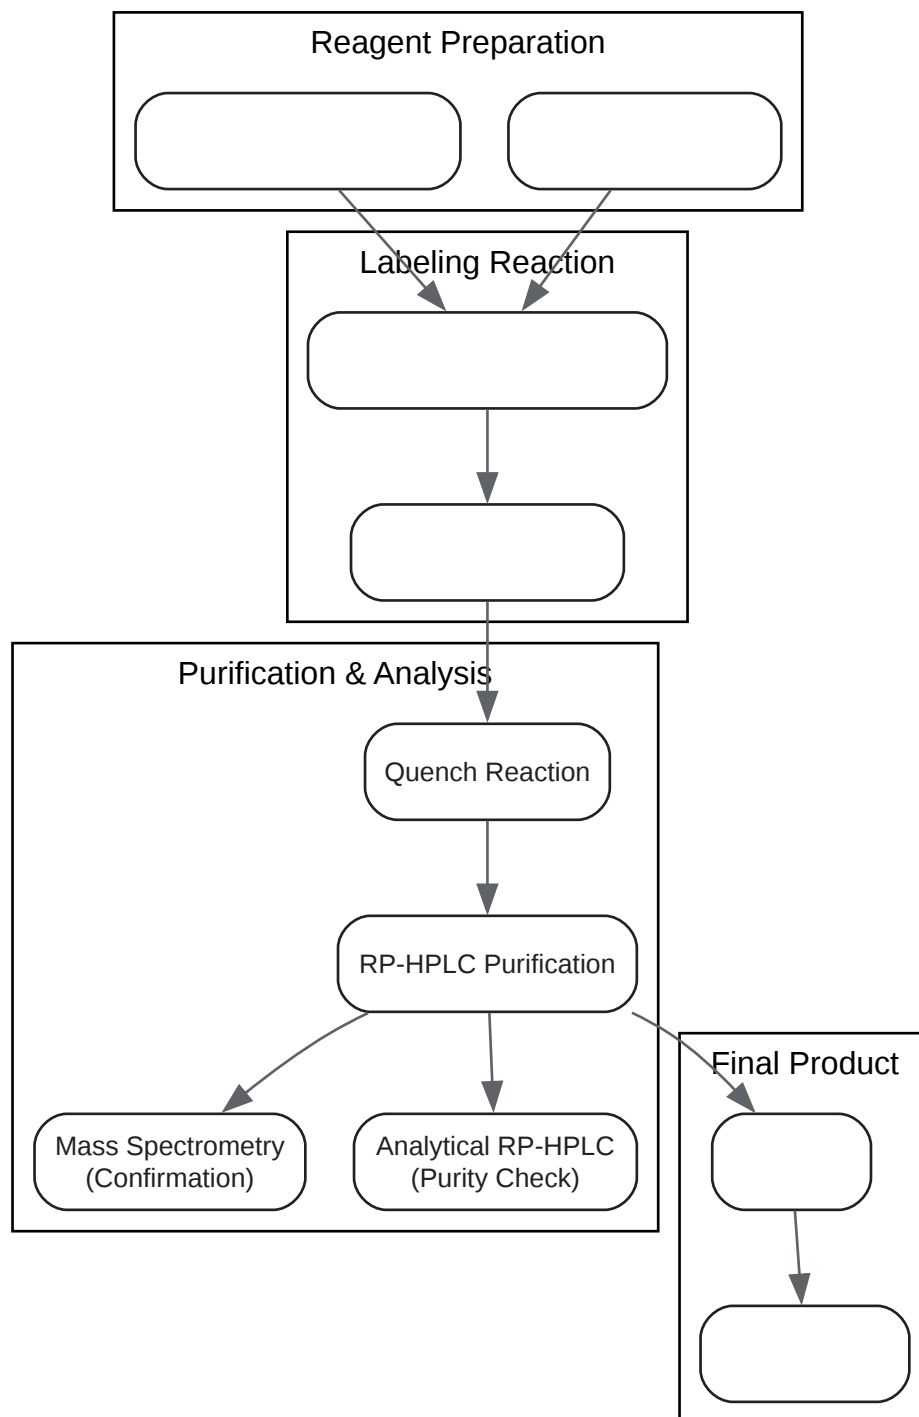 Reagent Preparation
Labeling Reaction
Purification & Analysis
Quench Reaction
RP-HPLC Purification
Final Product
Mass Spectrometry
(Confirmation)
Analytical RP-HPLC
(Purity Check)